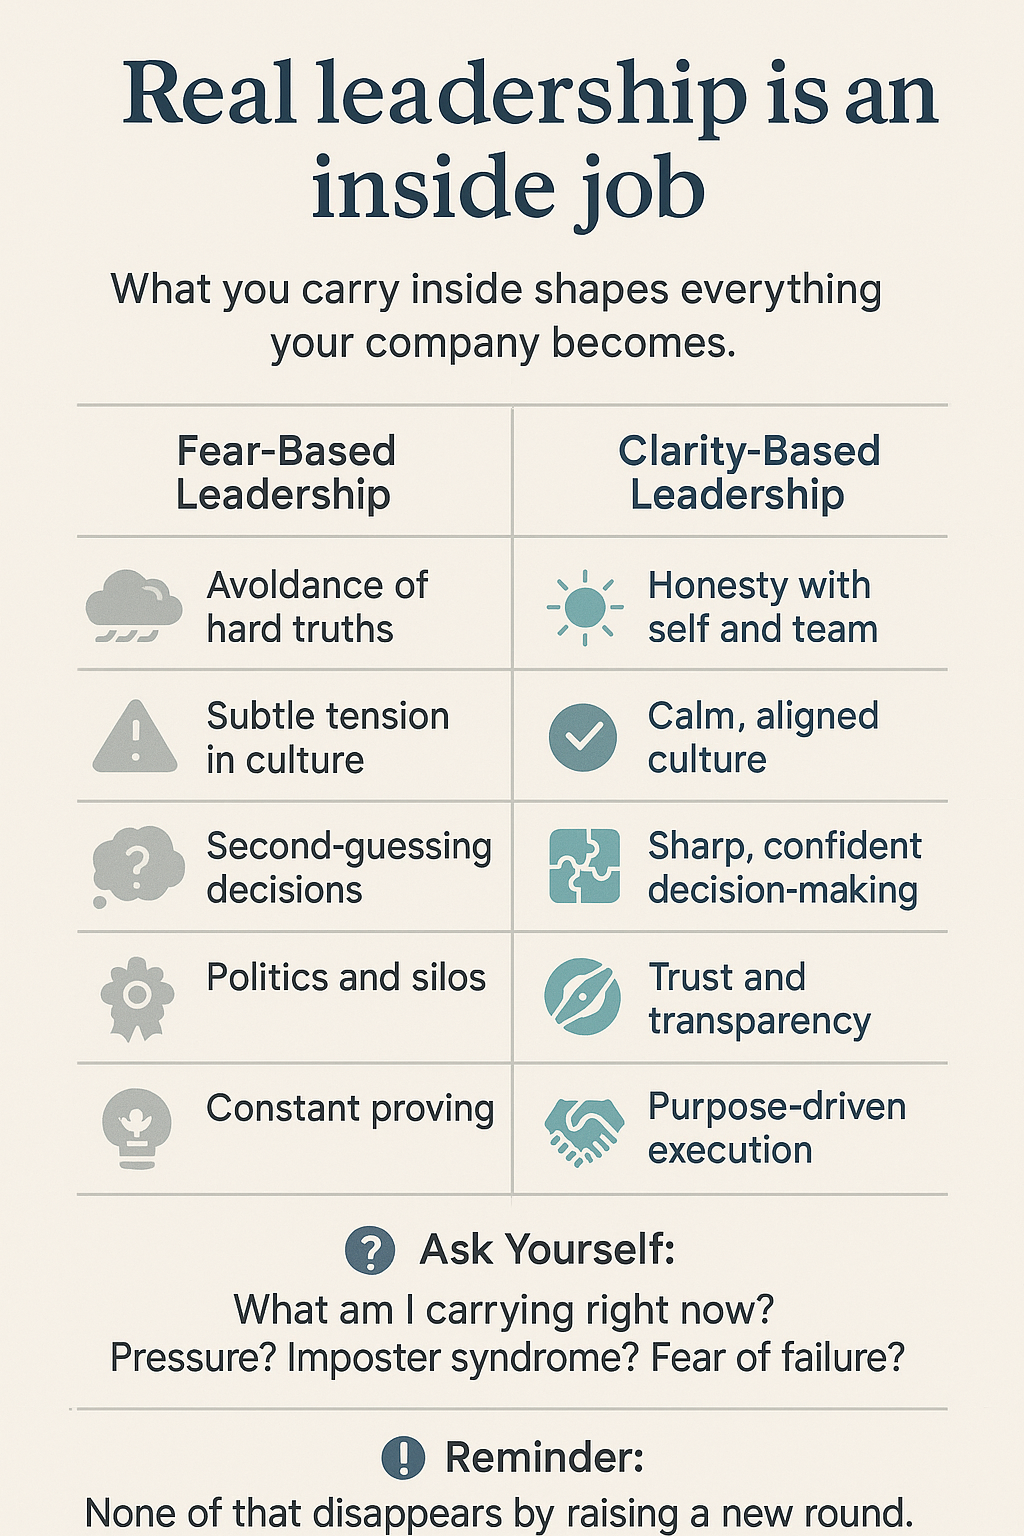 Real leadership is an
inside job
What you carry inside shapes everything
your company becomes.
Fear-Based
Leadership
Clarity-Based
Leadership
Avoldance of
hard truths
Honesty with
self and team
Subtle tension
in culture
Calm, aligned
culture
Second-guessing
decisions
Sharp, confident
decision-making
Politics and silos
Trust and
transparency
Constant proving
Purpose-driven
execution
Ask Yourself:
What am I carrying right now?
Pressure? Imposter syndrome? Fear of failure?
Reminder:
None of that disappears by raising a new round.